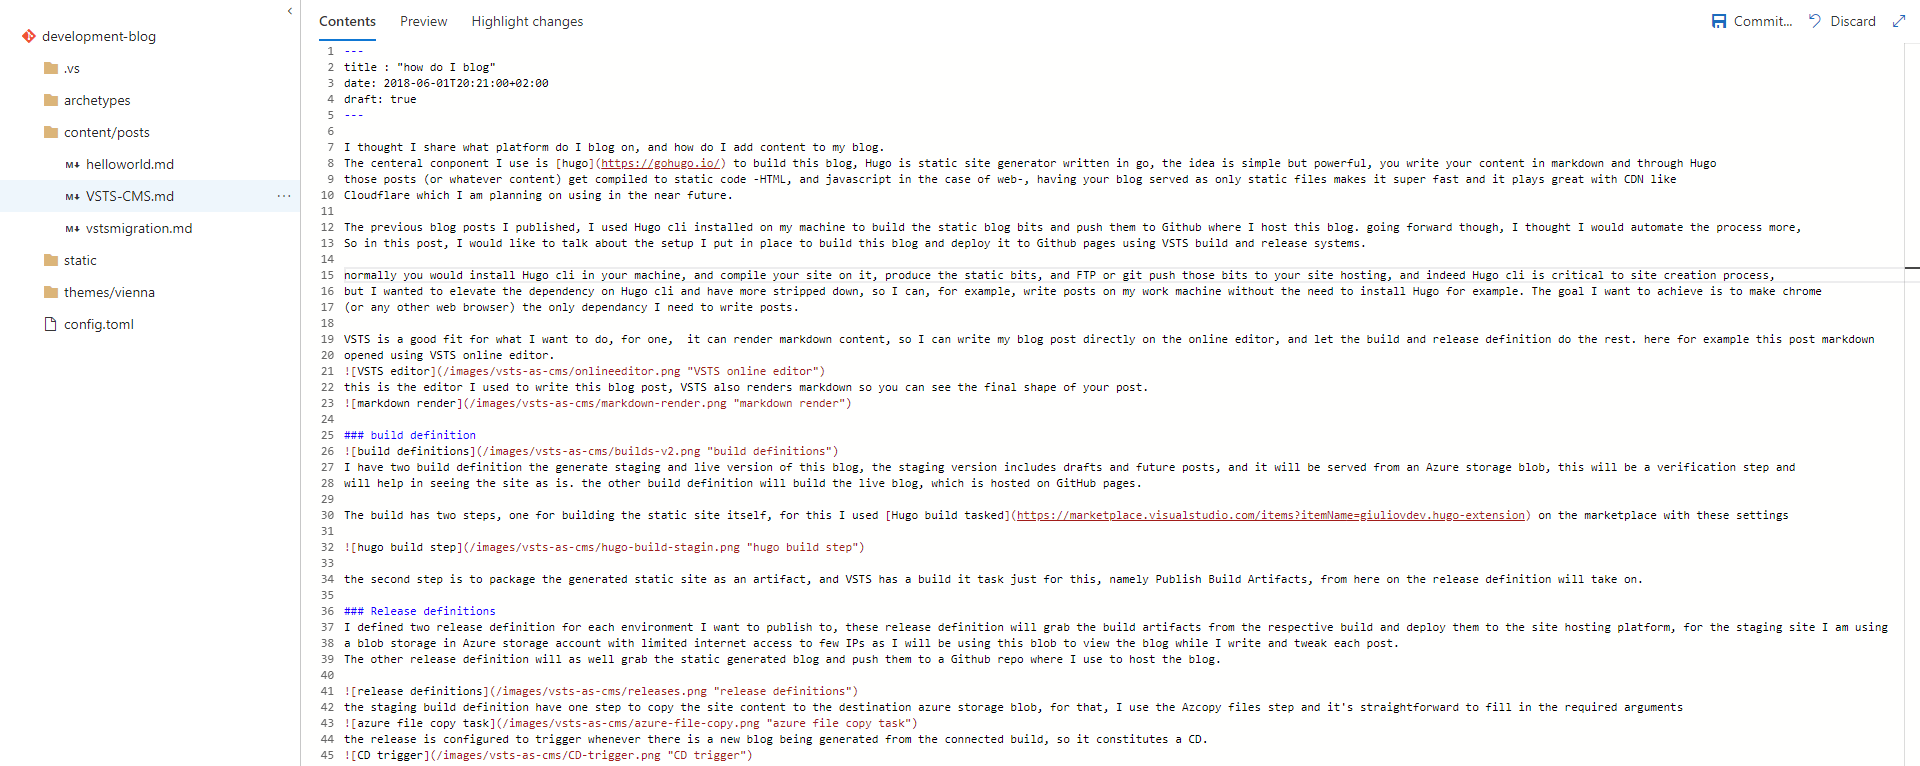 development-blog
.vs
archetypes
content/posts
M↓ helloworld.md
M↓ VSTS-CMS.md ...
M↓ vstsmigration.md
static
themes/vienna
config.toml
Contents Preview Highlight changes Commit... Discard
1 ---
2 title : "how do I blog"
3 date: 2018-06-01T20:21:00+02:00
4 draft: true
5 ---
6
7 I thought I share what platform do I blog on, and how do I add content to my blog.
8 The centeral conponent I use is [hugo](https://gohugo.io/) to build this blog, Hugo is static site generator written in go, the idea is simple but powerful, you write your content in markdown and through Hugo
9 those posts (or whatever content) get compiled to static code -HTML, and javascript in the case of web-, having your blog served as only static files makes it super fast and it plays great with CDN like
10 Cloudflare which I am planning on using in the near future.
11
12 The previous blog posts I published, I used Hugo cli installed on my machine to build the static blog bits and push them to Github where I host this blog. going forward though, I thought I would automate the process more,
13 So in this post, I would like to talk about the setup I put in place to build this blog and deploy it to Github pages using VSTS build and release systems.
14
15 normally you would install Hugo cli in your machine, and compile your site on it, produce the static bits, and FTP or git push those bits to your site hosting, and indeed Hugo cli is critical to site creation process,
16 but I wanted to elevate the dependency on Hugo cli and have more stripped down, so I can, for example, write posts on my work machine without the need to install Hugo for example. The goal I want to achieve is to make chrome
17 (or any other web browser) the only dependancy I need to write posts.
18
19 VSTS is a good fit for what I want to do, for one,  it can render markdown content, so I can write my blog post directly on the online editor, and let the build and release definition do the rest. here for example this post markdown
20 opened using VSTS online editor.
21 ![VSTS editor](/images/vsts-as-cms/onlineeditor.png "VSTS online editor")
22 this is the editor I used to write this blog post, VSTS also renders markdown so you can see the final shape of your post.
23 ![markdown render](/images/vsts-as-cms/markdown-render.png "markdown render")
24
25 ### build definition
26 ![build definitions](/images/vsts-as-cms/builds-v2.png "build definitions")
27 I have two build definition the generate staging and live version of this blog, the staging version includes drafts and future posts, and it will be served from an Azure storage blob, this will be a verification step and
28 will help in seeing the site as is. the other build definition will build the live blog, which is hosted on GitHub pages.
29
30 The build has two steps, one for building the static site itself, for this I used [Hugo build tasked](https://marketplace.visualstudio.com/items?itemName=giuliovdev.hugo-extension) on the marketplace with these settings
31
32 ![hugo build step](/images/vsts-as-cms/hugo-build-stagin.png "hugo build step")
33
34 the second step is to package the generated static site as an artifact, and VSTS has a build it task just for this, namely Publish Build Artifacts, from here on the release definition will take on.
35
36 ### Release definitions
37 I defined two release definition for each environment I want to publish to, these release definition will grab the build artifacts from the respective build and deploy them to the site hosting platform, for the staging site I am using
38 a blob storage in Azure storage account with limited internet access to few IPs as I will be using this blob to view the blog while I write and tweak each post.
39 The other release definition will as well grab the static generated blog and push them to a Github repo where I use to host the blog.
40
41 ![release definitions](/images/vsts-as-cms/releases.png "release definitions")
42 the staging build definition have one step to copy the site content to the destination azure storage blob, for that, I use the Azcopy files step and it's straightforward to fill in the required arguments
43 ![azure file copy task](/images/vsts-as-cms/azure-file-copy.png "azure file copy task")
44 the release is configured to trigger whenever there is a new blog being generated from the connected build, so it constitutes a CD.
45 ![CD trigger](/images/vsts-as-cms/CD-trigger.png "CD trigger")